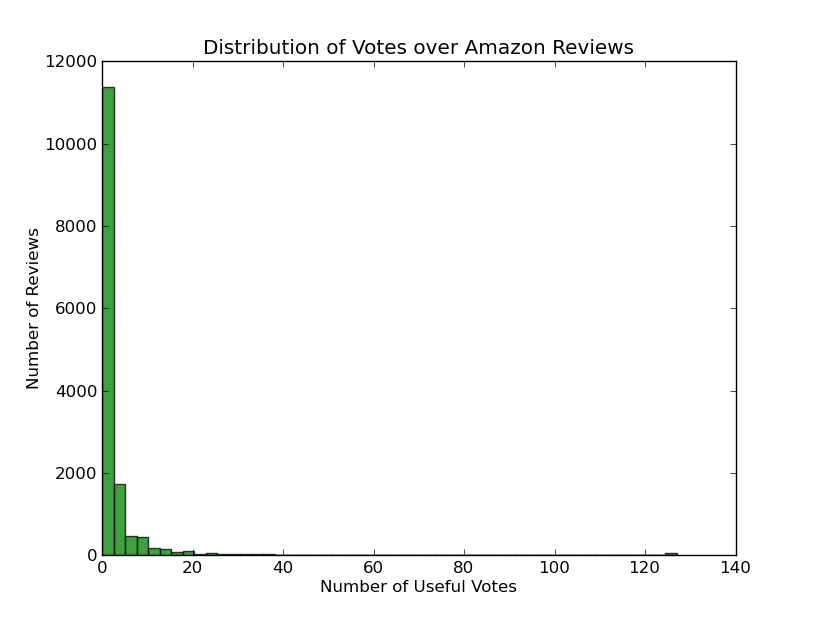 Distribution of Votes over Amazon Reviews
12000
10000
8000
6000
4000
2000
0
Number of Reviews
0 20 40 60 80 100 120 140
Number of Useful Votes